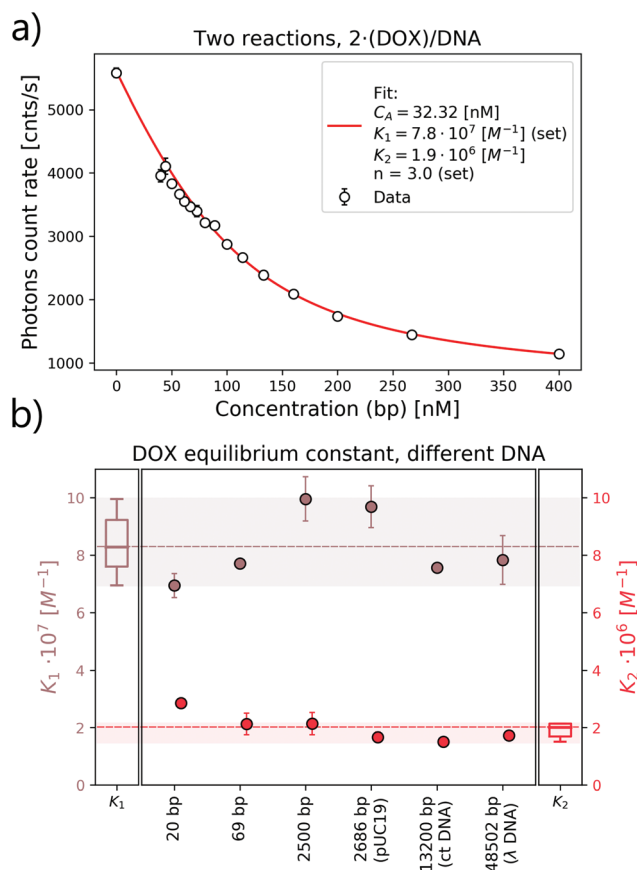 a)
Two reactions, 2·(DOX)/DNA
Photons count rate [cnts/s]
5000
4000
3000
2000
1000
Fit:
C_A = 32.32 [nM]
K_1 = 7.8 · 10^7 [M^{-1}] (set)
K_2 = 1.9 · 10^6 [M^{-1}]
n = 3.0 (set)
Data
0 50 100 150 200 250 300 350 400
Concentration (bp) [nM]
b)
DOX equilibrium constant, different DNA
K_1 · 10^7 [M^{-1}]
10
8
6
4
2
0
10
8
6
4
2
0
K_2 · 10^6 [M^{-1}]
K_1
20 bp
69 bp
2500 bp
2686 bp
(pUC19)
13200 bp
(ct DNA)
48502 bp
(λ DNA)
K_2